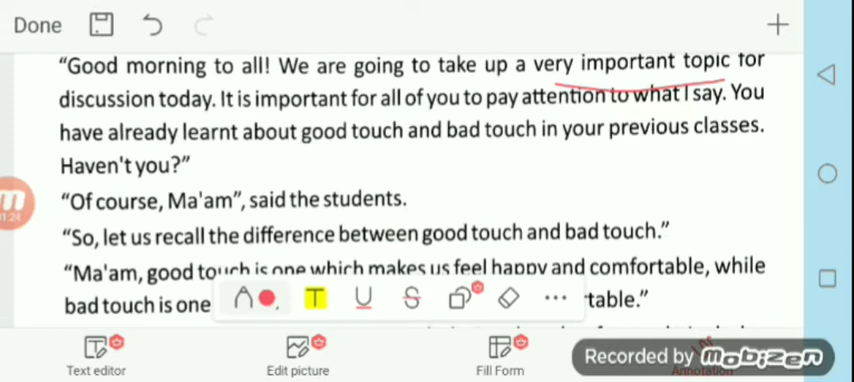 Done
“Good morning to all! We are going to take up a very important topic for
discussion today. It is important for all of you to pay attention to what I say. You
have already learnt about good touch and bad touch in your previous classes.
Haven't you?”
“Of course, Ma'am”, said the students.
“So, let us recall the difference between good touch and bad touch.”
“Ma'am, good touch is one which makes us feel happy and comfortable, while
bad touch is one
table.”
T U S
Text editor
Edit picture
Fill Form
Annotation
Recorded by mobizen